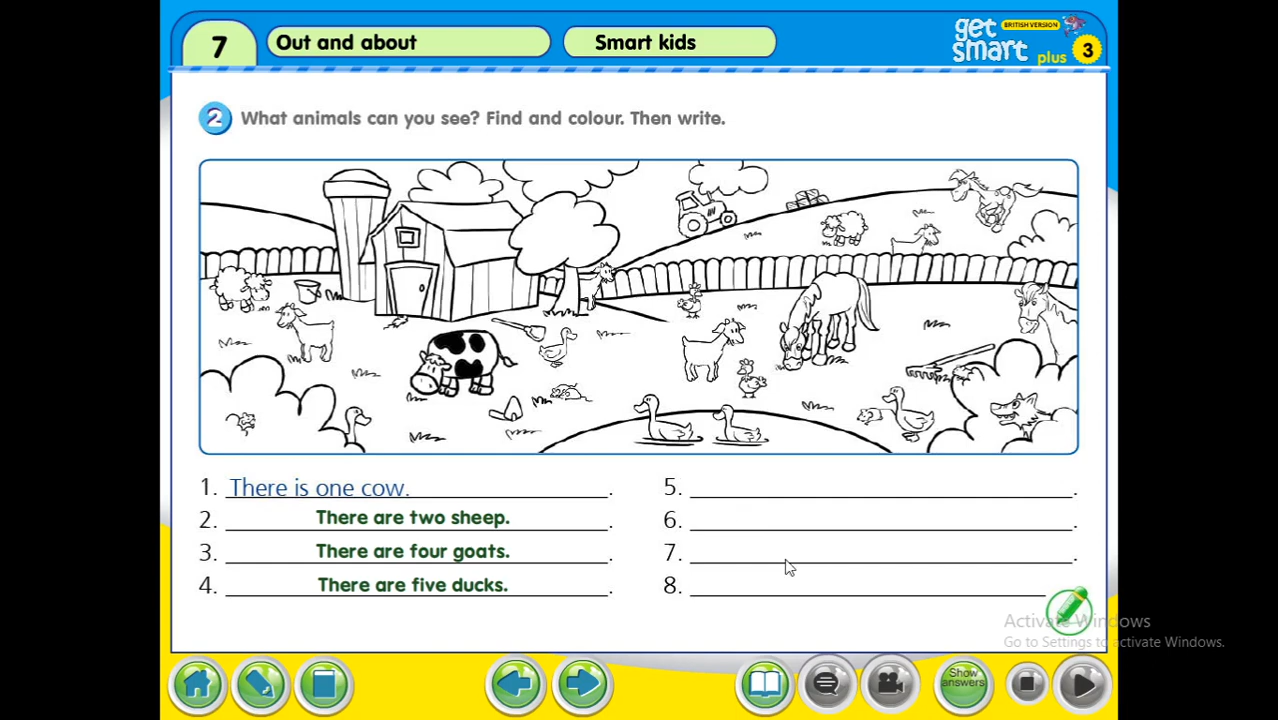 7 Out and about Smart kids
get smart plus 3
BRITISH VERSION
2 What animals can you see? Find and colour. Then write.
1. There is one cow. .
2. There are two sheep. .
3. There are four goats. .
4. There are five ducks. .
5. .
6. .
7. .
8.
Activate Windows
Go to Settings to activate Windows.
Show answers